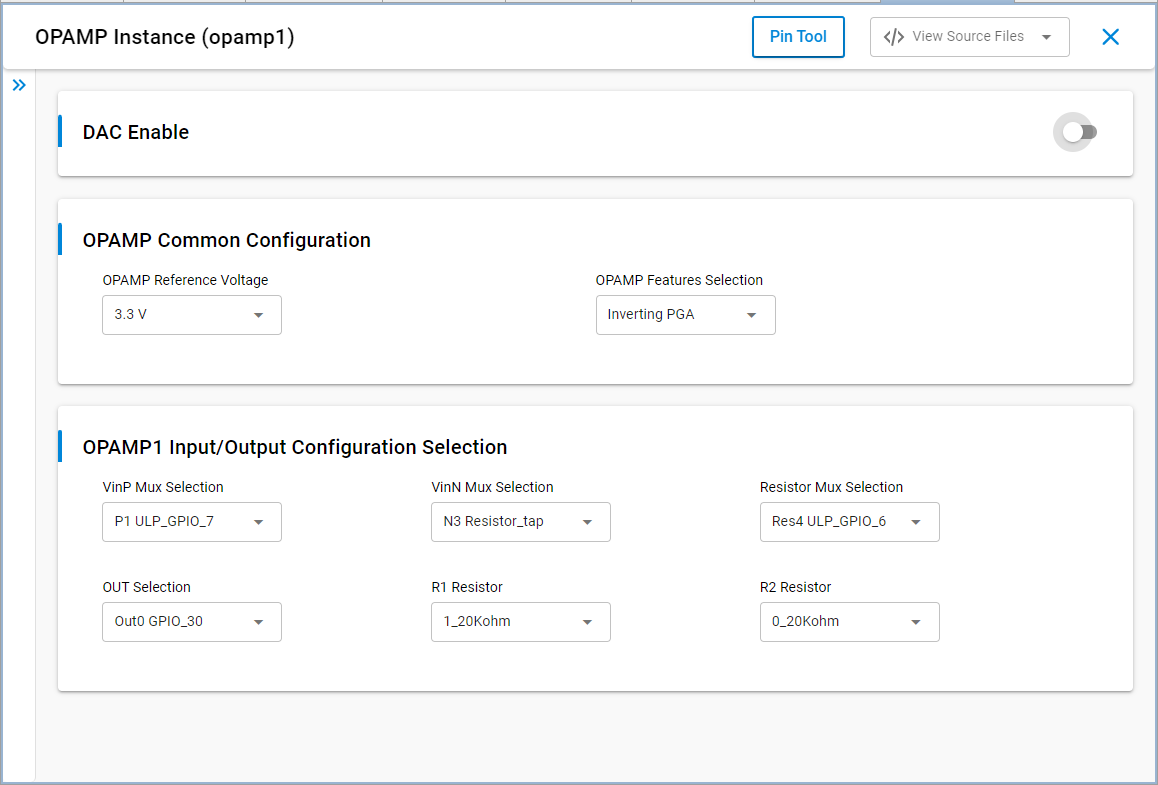 OPAMP Instance (opamp1)
Pin Tool
View Source Files
DAC Enable
OPAMP Common Configuration
OPAMP Reference Voltage
OPAMP Features Selection
3.3 V
Inverting PGA
OPAMP1 Input/Output Configuration Selection
VinP Mux Selection
VinN Mux Selection
Resistor Mux Selection
P1 ULP_GPIO_7
N3 Resistor_tap
Res4 ULP_GPIO_6
OUT Selection
R1 Resistor
R2 Resistor
Out0 GPIO_30
1_20Kohm
0_20Kohm